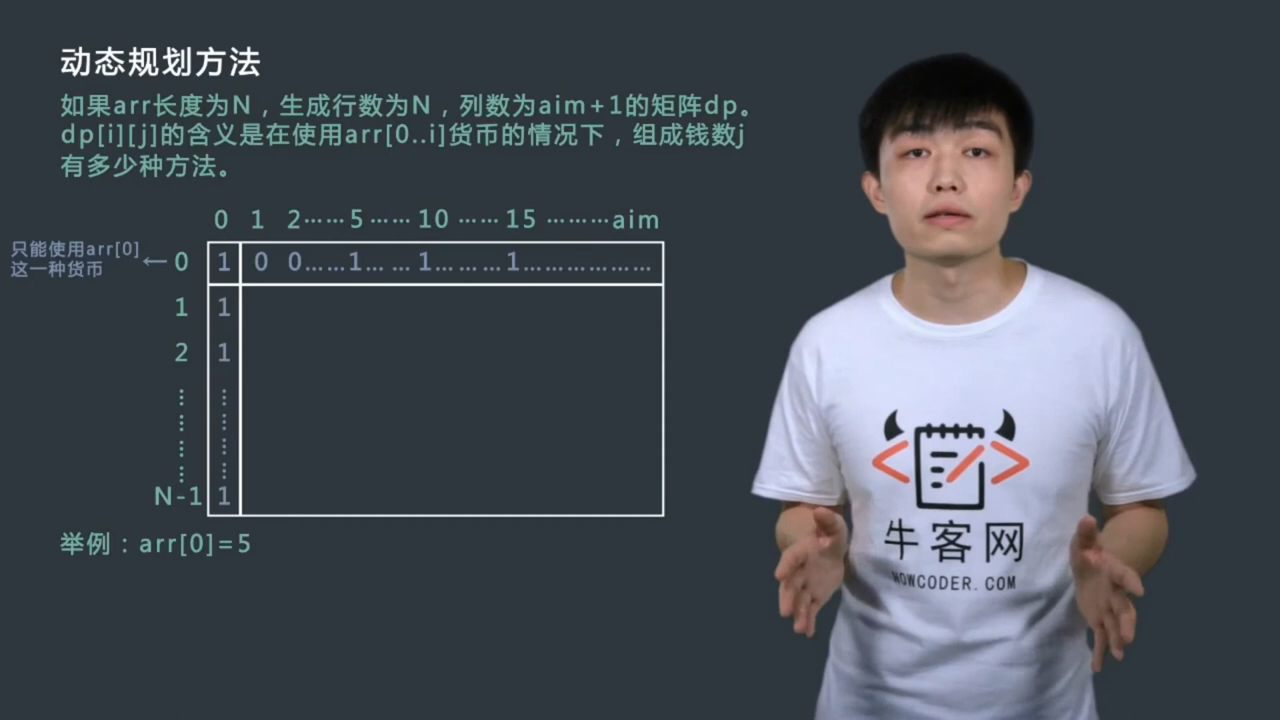 动态规划方法
如果arr长度为N，生成行数为N，列数为aim+1的矩阵dp。
dp[i][j]的含义是在使用arr[0..i]货币的情况下，组成钱数j
有多少种方法。
0 1 2……5……10……15………aim
只能使用arr[0]
这一种货币
←0 1 0 0……1……1………1……………
1 1
2 1
N-1 1
举例：arr[0]=5
牛客网
NOWCODER.COM